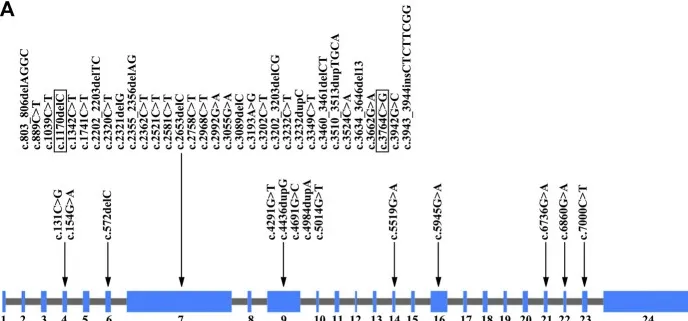 A
c.803_806delAGGC
c.889C>T
c.1039C>T
c.1170delC
c.1342C>T
c.1741C>T
c.2202_2203delTC
c.2320C>T
c.2321delG
c.2355_2356delAG
c.2362C>T
c.2521C>T
c.2581C>T
c.2653delC
c.2758C>T
c.2968C>T
c.2992G>A
c.3055G>A
c.3089delC
c.3193A>G
c.3202C>T
c.3202_3203delCG
c.3232C>T
c.3232dupC
c.3349C>T
c.3460_3461delCT
c.3510_3513dupTGCA
c.3524C>A
c.3634_3646del13
c.3662G>A
c.3764C>G
c.3942G>C
c.3943_3944insCTCTTCGG
c.131C>G
c.154G>A
c.572delC
c.4291G>T
c.4436dupG
c.4691G>C
c.4984dupA
c.5014G>T
c.5519G>A
c.5945G>A
c.6736G>A
c.6860G>A
c.7000C>T
1 2 3 4 5 6 7 8 9 10 11 12 13 14 15 16 17 18 19 20 21 22 23 24